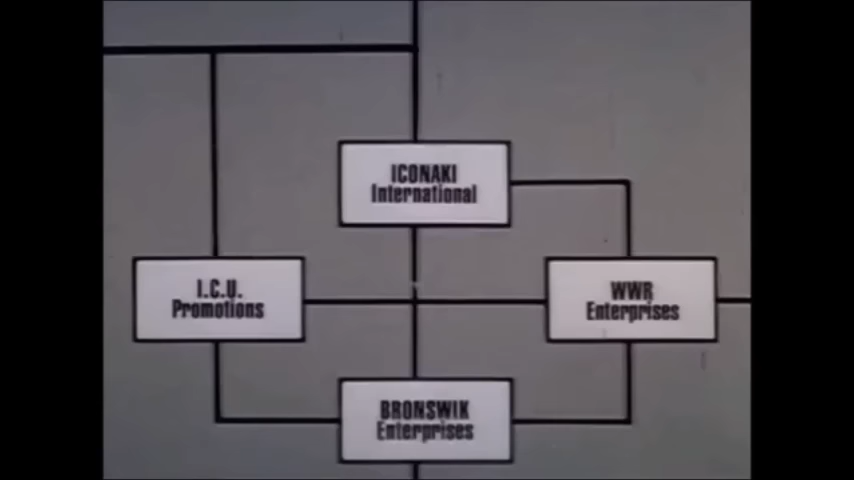 ICONAKI
International
I.C.U.
Promotions
WWR
Enterprises
BRONSWIK
Enterprises